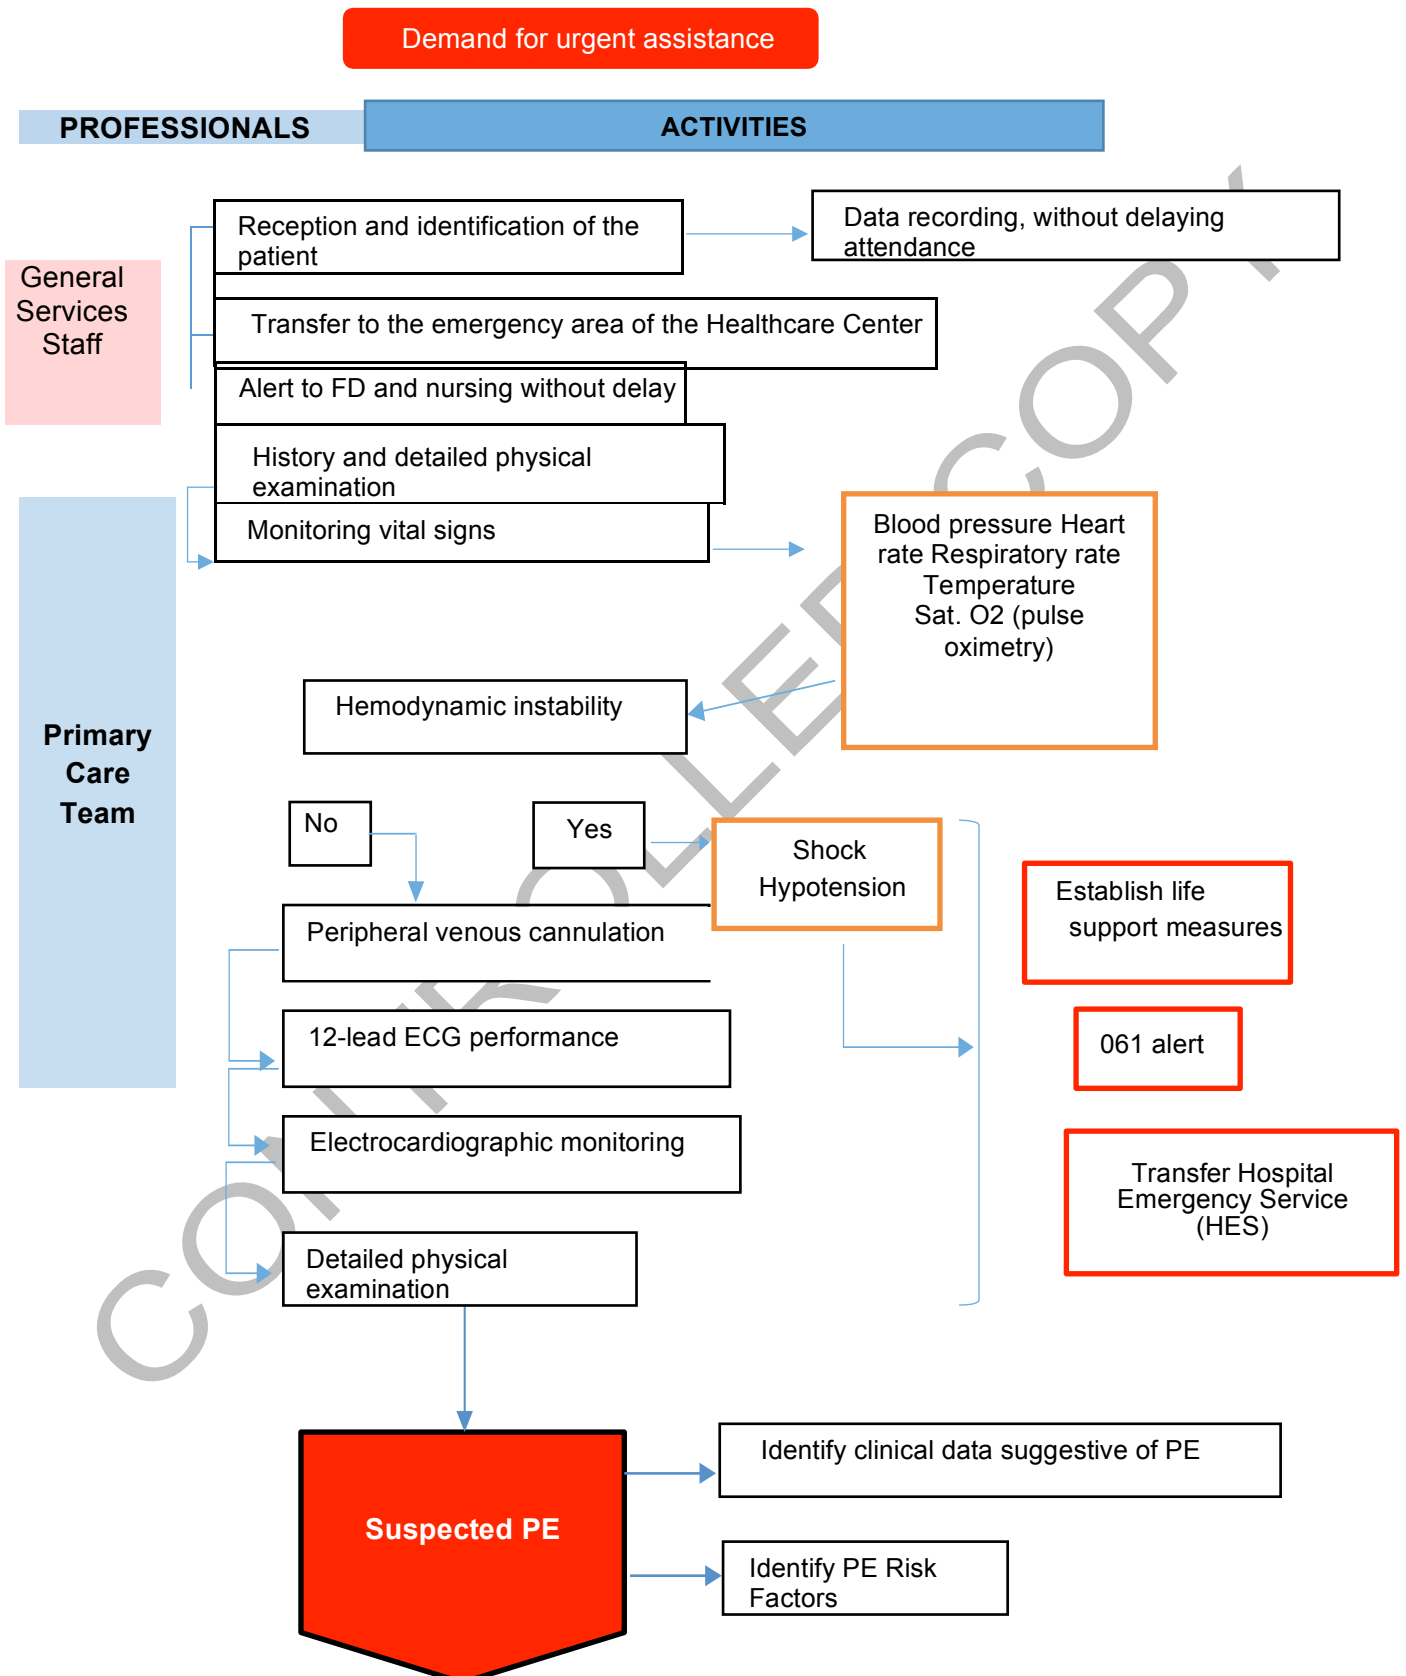 Demand for urgent assistance
PROFESSIONALS
ACTIVITIES
Reception and identification of the
patient
Data recording, without delaying
attendance
General
Services
Staff
Transfer to the emergency area of the Healthcare Center
Alert to FD and nursing without delay
History and detailed physical
examination
Monitoring vital signs
Blood pressure Heart
rate Respiratory rate
Temperature
Sat. O2 (pulse
oximetry)
Hemodynamic instability
Primary
Care
Team
No
Yes
Shock
Hypotension
Establish life
support measures
Peripheral venous cannulation
12-lead ECG performance
061 alert
Electrocardiographic monitoring
Transfer Hospital
Emergency Service
(HES)
Detailed physical
examination
Suspected PE
Identify clinical data suggestive of PE
Identify PE Risk
Factors
CONTROLLED COPY